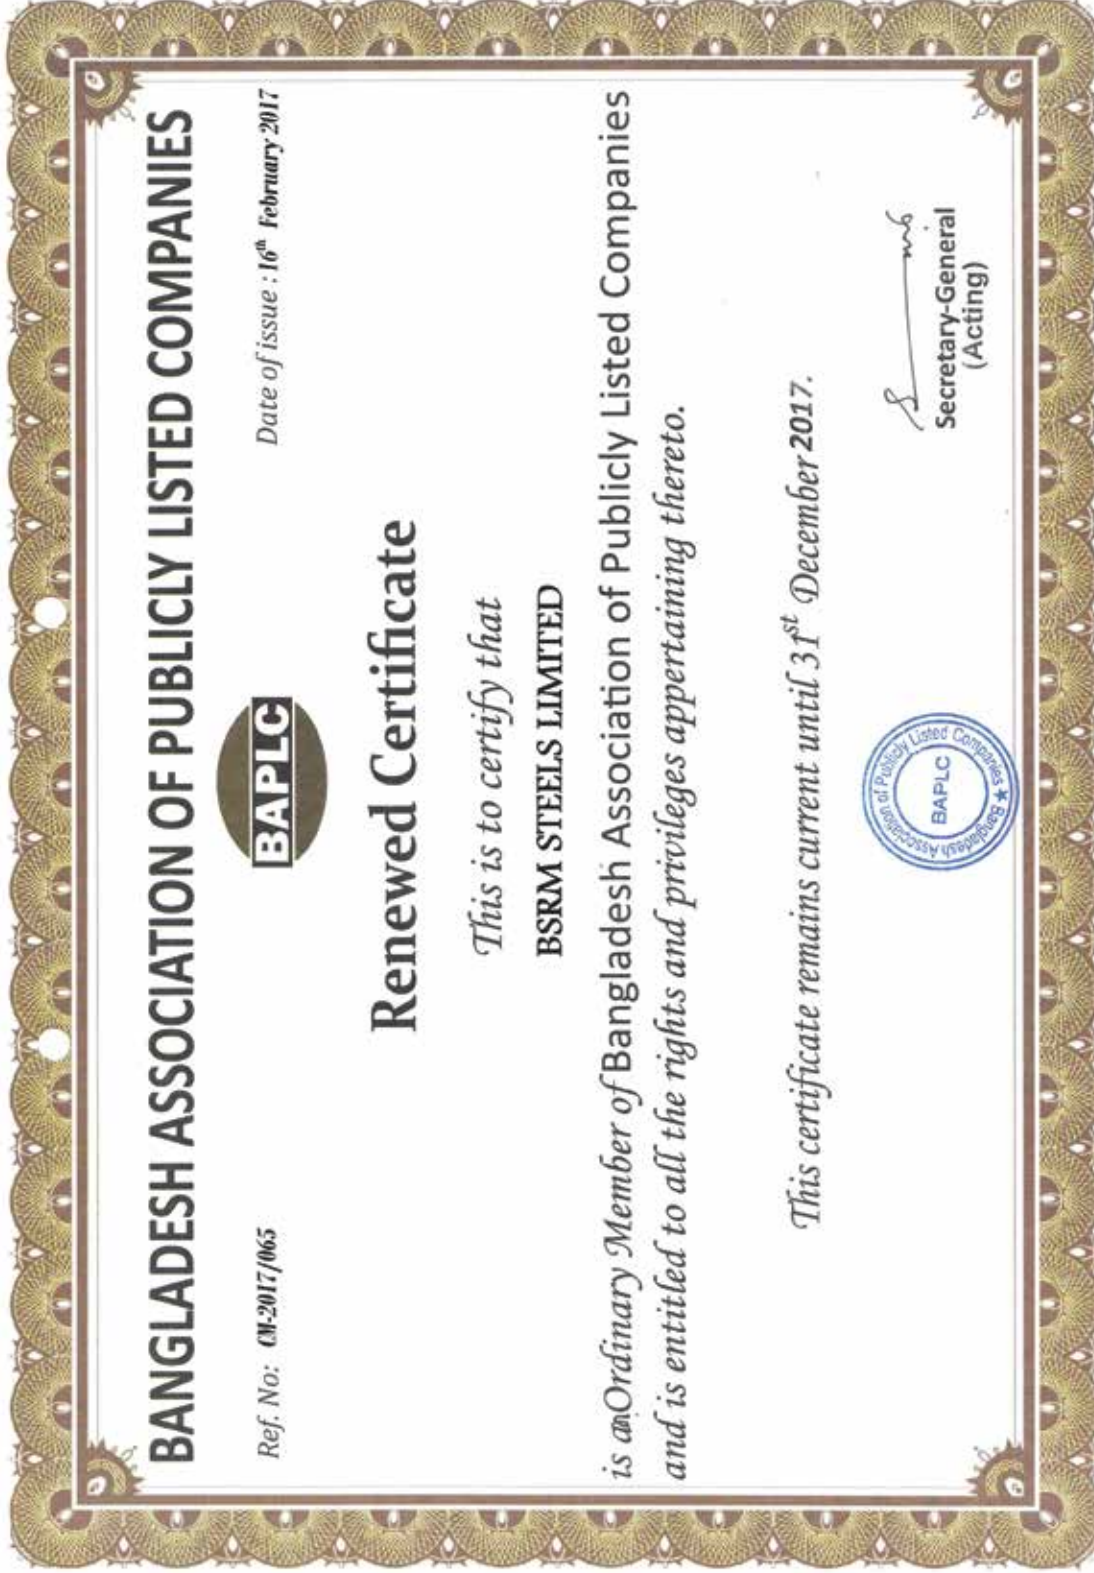 BANGLADESH ASSOCIATION OF PUBLICLY LISTED COMPANIES
Ref. No: CM-2017/065
BAPLC
Date of issue : 16th February 2017
Renewed Certificate
This is to certify that
BSRM STEELS LIMITED
is an Ordinary Member of Bangladesh Association of Publicly Listed Companies
and is entitled to all the rights and privileges appertaining thereto.
This certificate remains current until 31st December 2017.
Bangladesh Association of Publicly Listed Companies ★
BAPLC
Secretary-General
(Acting)